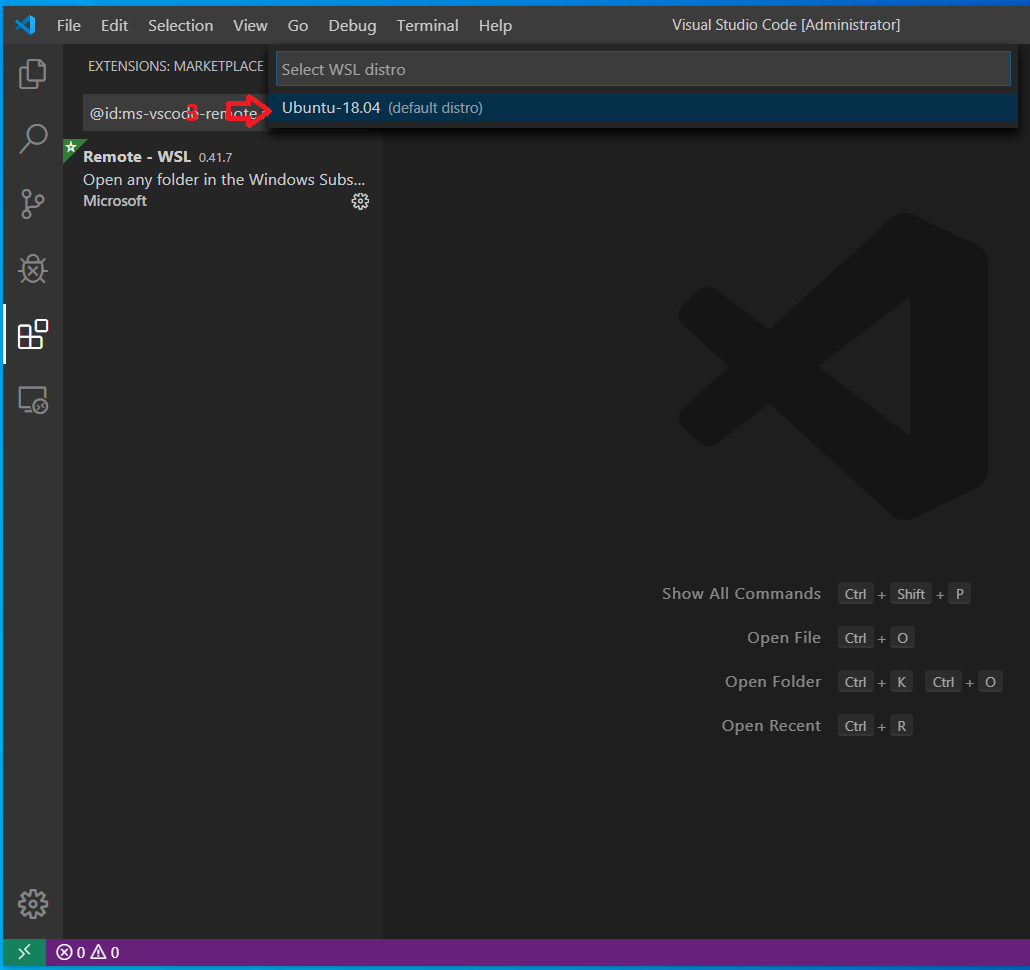 File Edit Selection View Go Debug Terminal Help Visual Studio Code [Administrator]
EXTENSIONS: MARKETPLACE
Select WSL distro
Ubuntu-18.04 (default distro)
@id:ms-vscode-remote.
3
Remote - WSL 0.41.7
Open any folder in the Windows Subs...
Microsoft
Show All Commands Ctrl + Shift + P
Open File Ctrl + O
Open Folder Ctrl + K Ctrl + O
Open Recent Ctrl + R
0 0